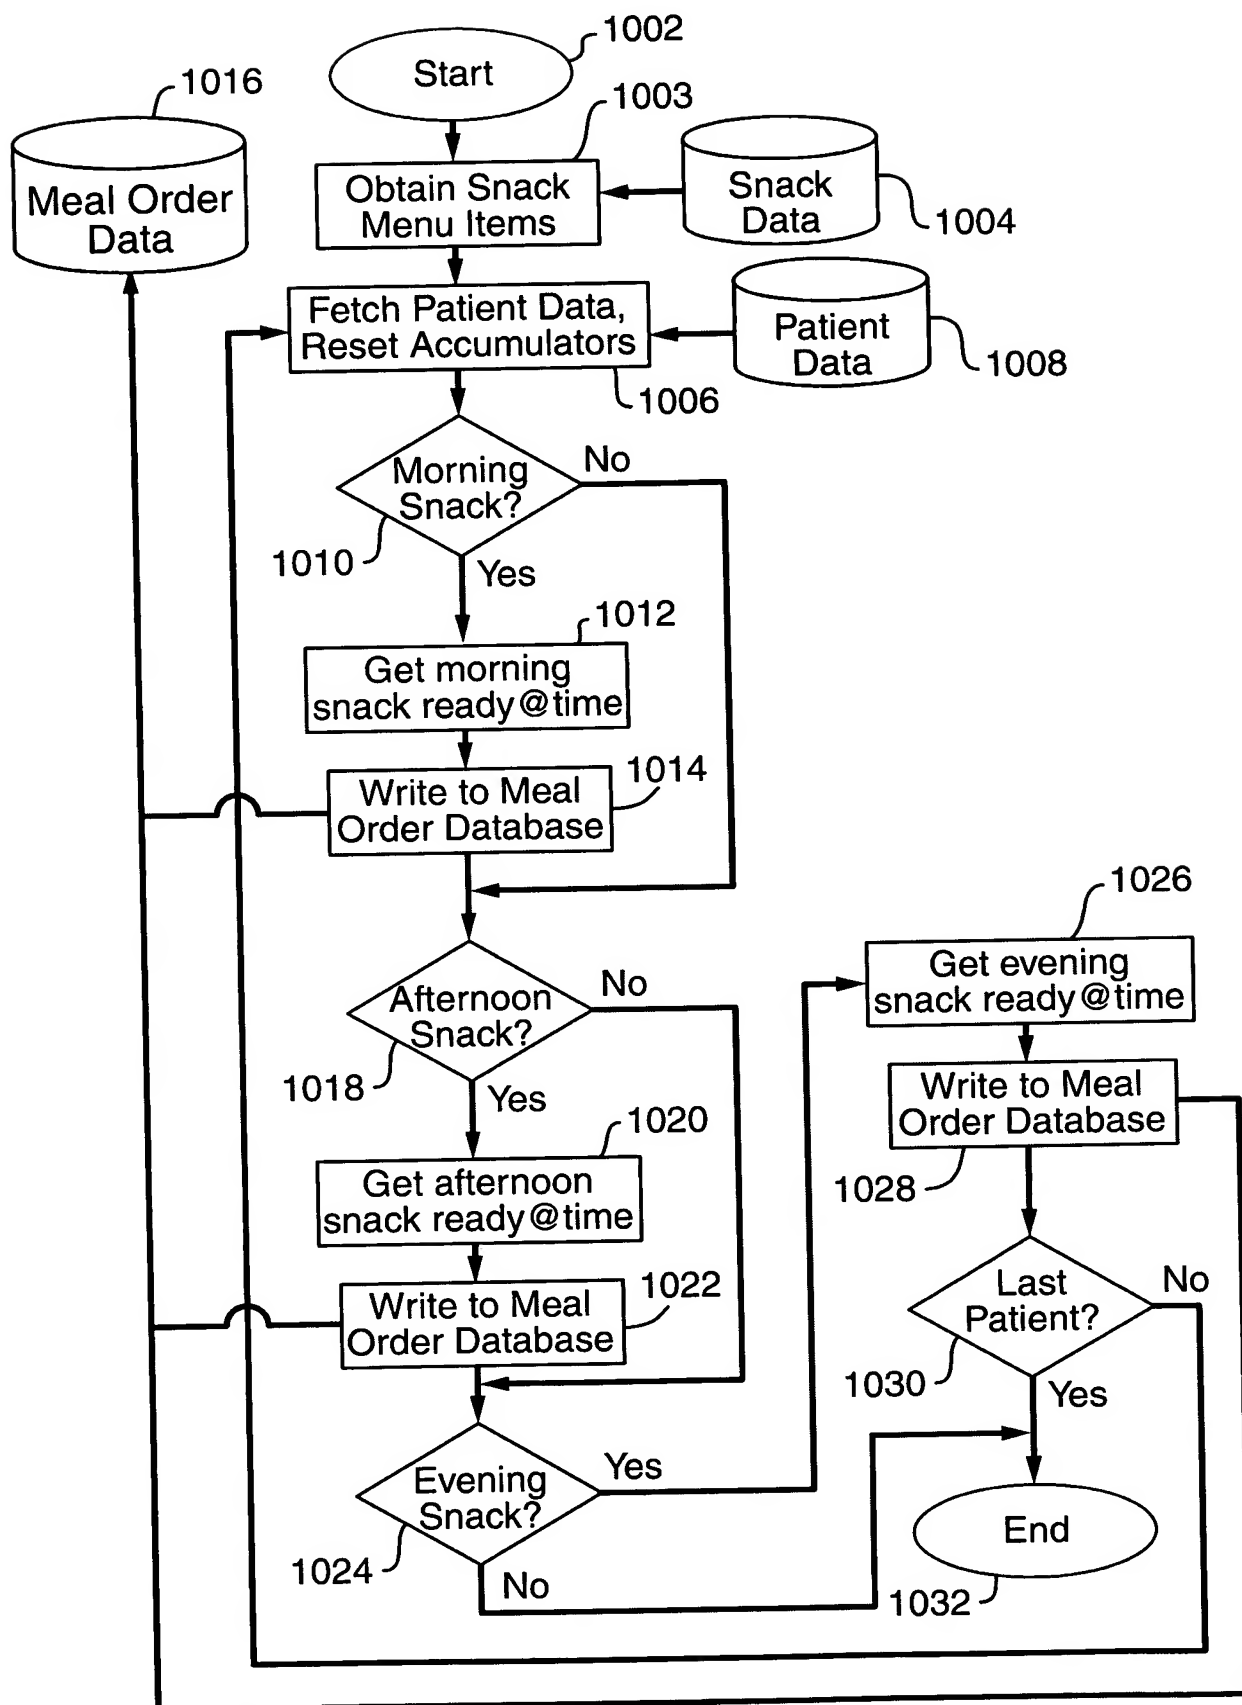 1002
Start
1016
1003
Meal Order
Data
Obtain Snack
Menu Items
Snack
Data
1004
Fetch Patient Data,
Reset Accumulators
Patient
Data
1008
1006
Morning
Snack?
No
1010
Yes
1012
Get morning
snack ready@time
1014
Write to Meal
Order Database
1026
Get evening
snack ready@time
Afternoon
Snack?
No
1018
Yes
Write to Meal
Order Database
1028
1020
Get afternoon
snack ready@time
1022
Write to Meal
Order Database
Last
Patient?
No
1030
Yes
Evening
Snack?
Yes
1024
No
End
1032